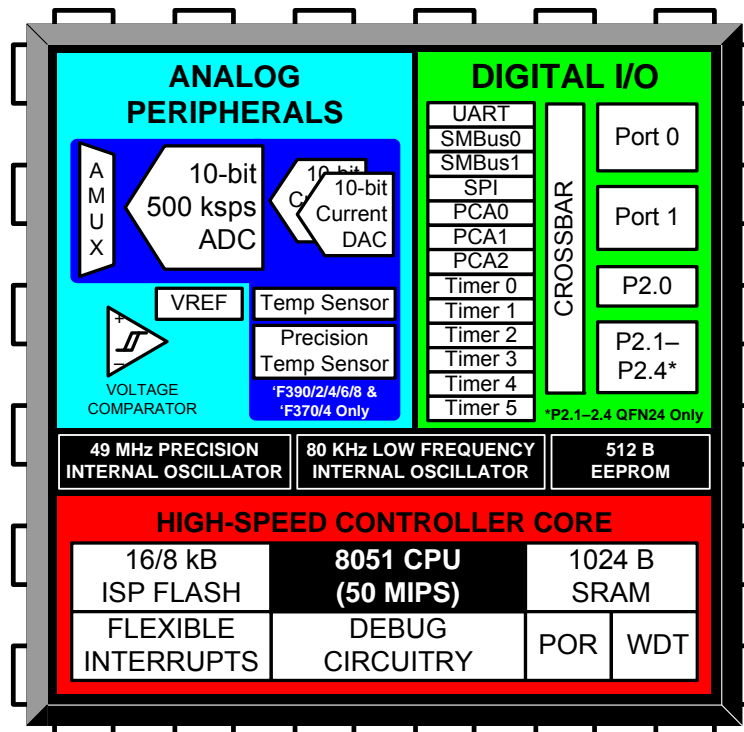 ANALOG
PERIPHERALS
A
M
U
X
10-bit
500 ksps
ADC
10-bit
10-bit
Current
DAC
VREF
Temp Sensor
Precision
Temp Sensor
+
–
VOLTAGE
COMPARATOR
'F390/2/4/6/8 &
'F370/4 Only
DIGITAL I/O
UART
SMBus0
SMBus1
SPI
PCA0
PCA1
PCA2
Timer 0
Timer 1
Timer 2
Timer 3
Timer 4
Timer 5
CROSSBAR
Port 0
Port 1
P2.0
P2.1–
P2.4*
*P2.1–2.4 QFN24 Only
49 MHz PRECISION
INTERNAL OSCILLATOR
80 KHz LOW FREQUENCY
INTERNAL OSCILLATOR
512 B
EEPROM
HIGH-SPEED CONTROLLER CORE
16/8 kB
ISP FLASH
8051 CPU
(50 MIPS)
1024 B
SRAM
FLEXIBLE
INTERRUPTS
DEBUG
CIRCUITRY
POR
WDT